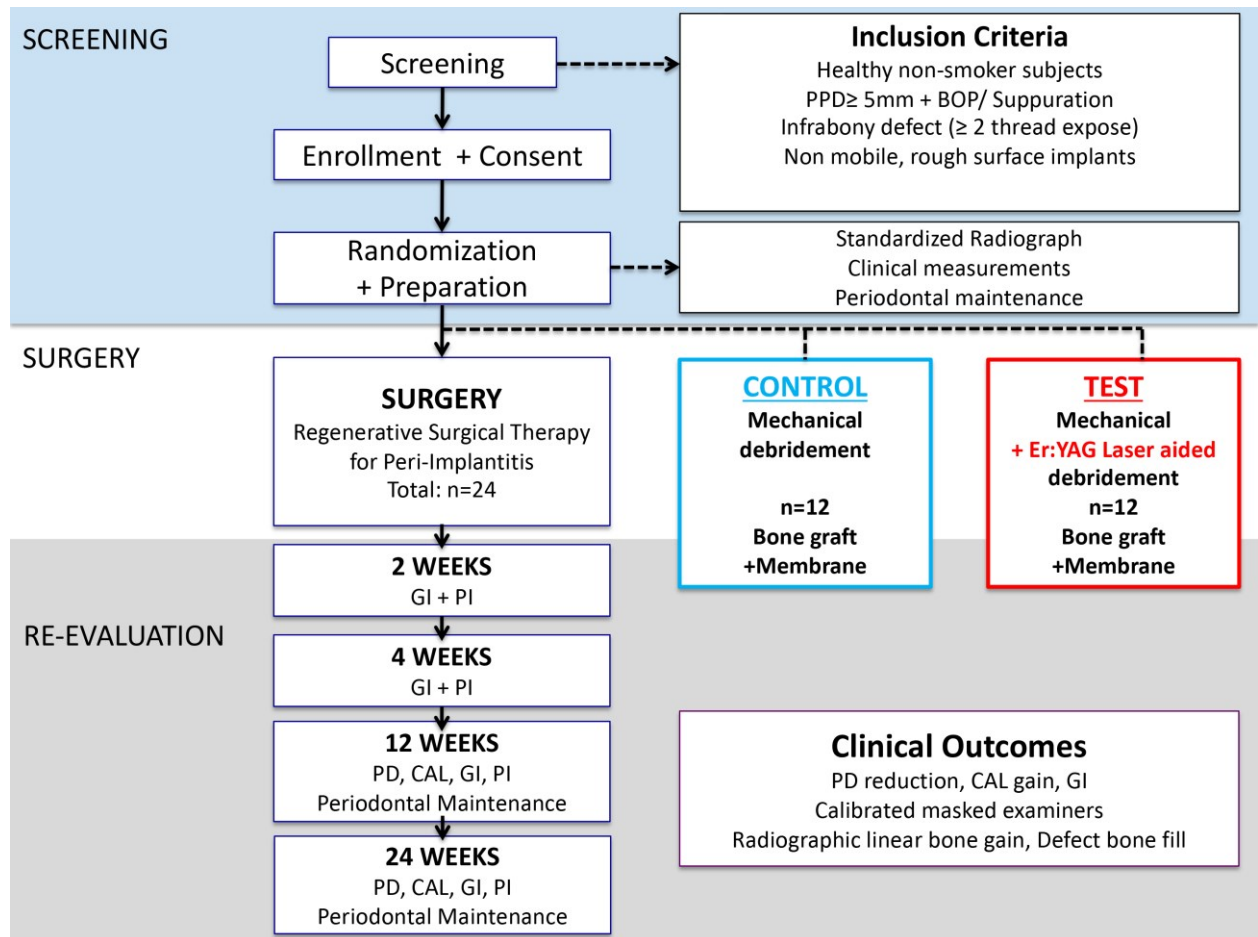 SCREENING
Screening
Inclusion Criteria
Healthy non-smoker subjects
PPD≥ 5mm + BOP/ Suppuration
Infrabony defect (≥ 2 thread expose)
Non mobile, rough surface implants
Enrollment + Consent
Randomization
+ Preparation
Standardized Radiograph
Clinical measurements
Periodontal maintenance
SURGERY
SURGERY
Regenerative Surgical Therapy
for Peri-Implantitis
Total: n=24
CONTROL
Mechanical
debridement
n=12
Bone graft
+Membrane
TEST
Mechanical
+ Er:YAG Laser aided
debridement
n=12
Bone graft
+Membrane
RE-EVALUATION
2 WEEKS
GI + PI
4 WEEKS
GI + PI
12 WEEKS
PD, CAL, GI, PI
Periodontal Maintenance
24 WEEKS
PD, CAL, GI, PI
Periodontal Maintenance
Clinical Outcomes
PD reduction, CAL gain, GI
Calibrated masked examiners
Radiographic linear bone gain, Defect bone fill